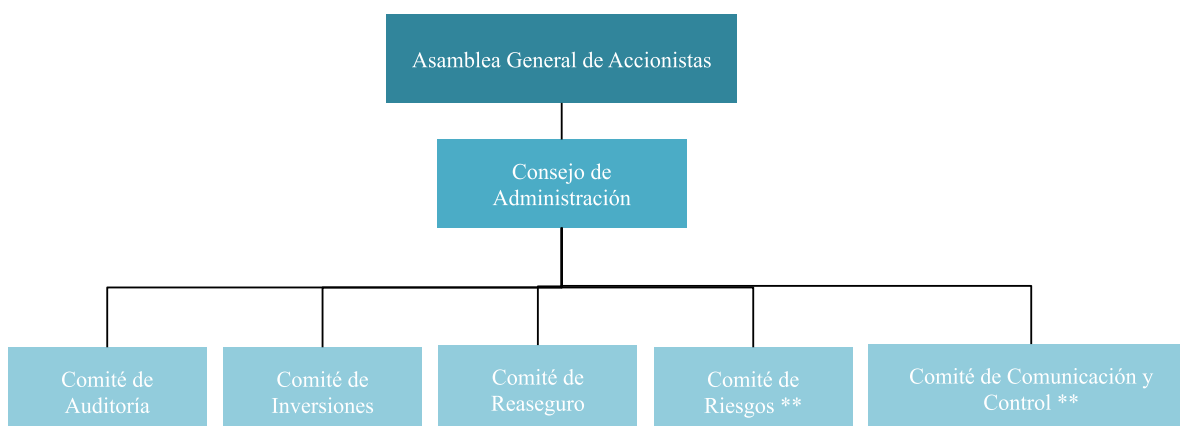 Asamblea General de Accionistas
Consejo de
Administración
Comité de
Auditoría
Comité de
Inversiones
Comité de
Reaseguro
Comité de
Riesgos **
Comité de Comunicación y
Control **